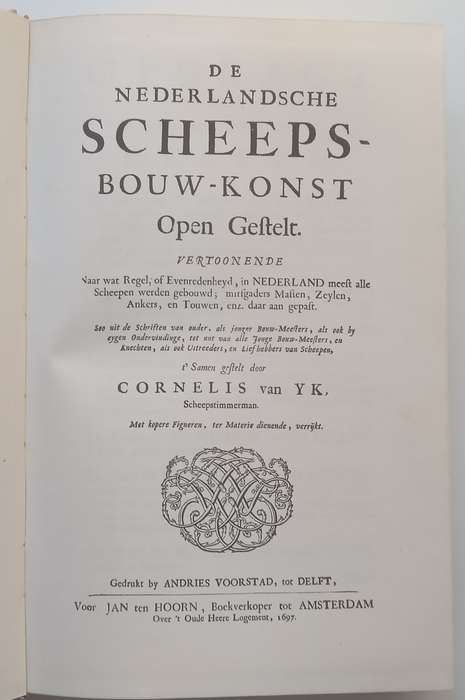 DE
NEDERLANDSCHE
SCHEEPS-
BOUW-KONST
Open Geſtelt.
VERTOONENDE
Naar wat Regel, of Evenredenheyd, in NEDERLAND meeſt alle
Scheepen werden gebouwd; mitſgaders Maſten, Zeylen,
Ankers, en Touwen, enz. daar aan gepaſt.
Soo uit de Schriften van ouder, als jonger Bouw-Meeſters, als ook by
eygen Ondervindinge, tot nut van alle Jonge Bouw-Meeſters, en
Knechten, als ook Uitreeders, en Liefhebbers van Scheepen,
t' Samen geſtelt door
CORNELIS van YK,
Scheepstimmerman.
Met kopere Figueren, ter Materie dienende, verrijkt.
Gedrukt by ANDRIES VOORSTAD, tot DELFT,
Voor JAN ten HOORN, Boekverkoper tot AMSTERDAM
Over 't Oude Heere Logement, 1697.